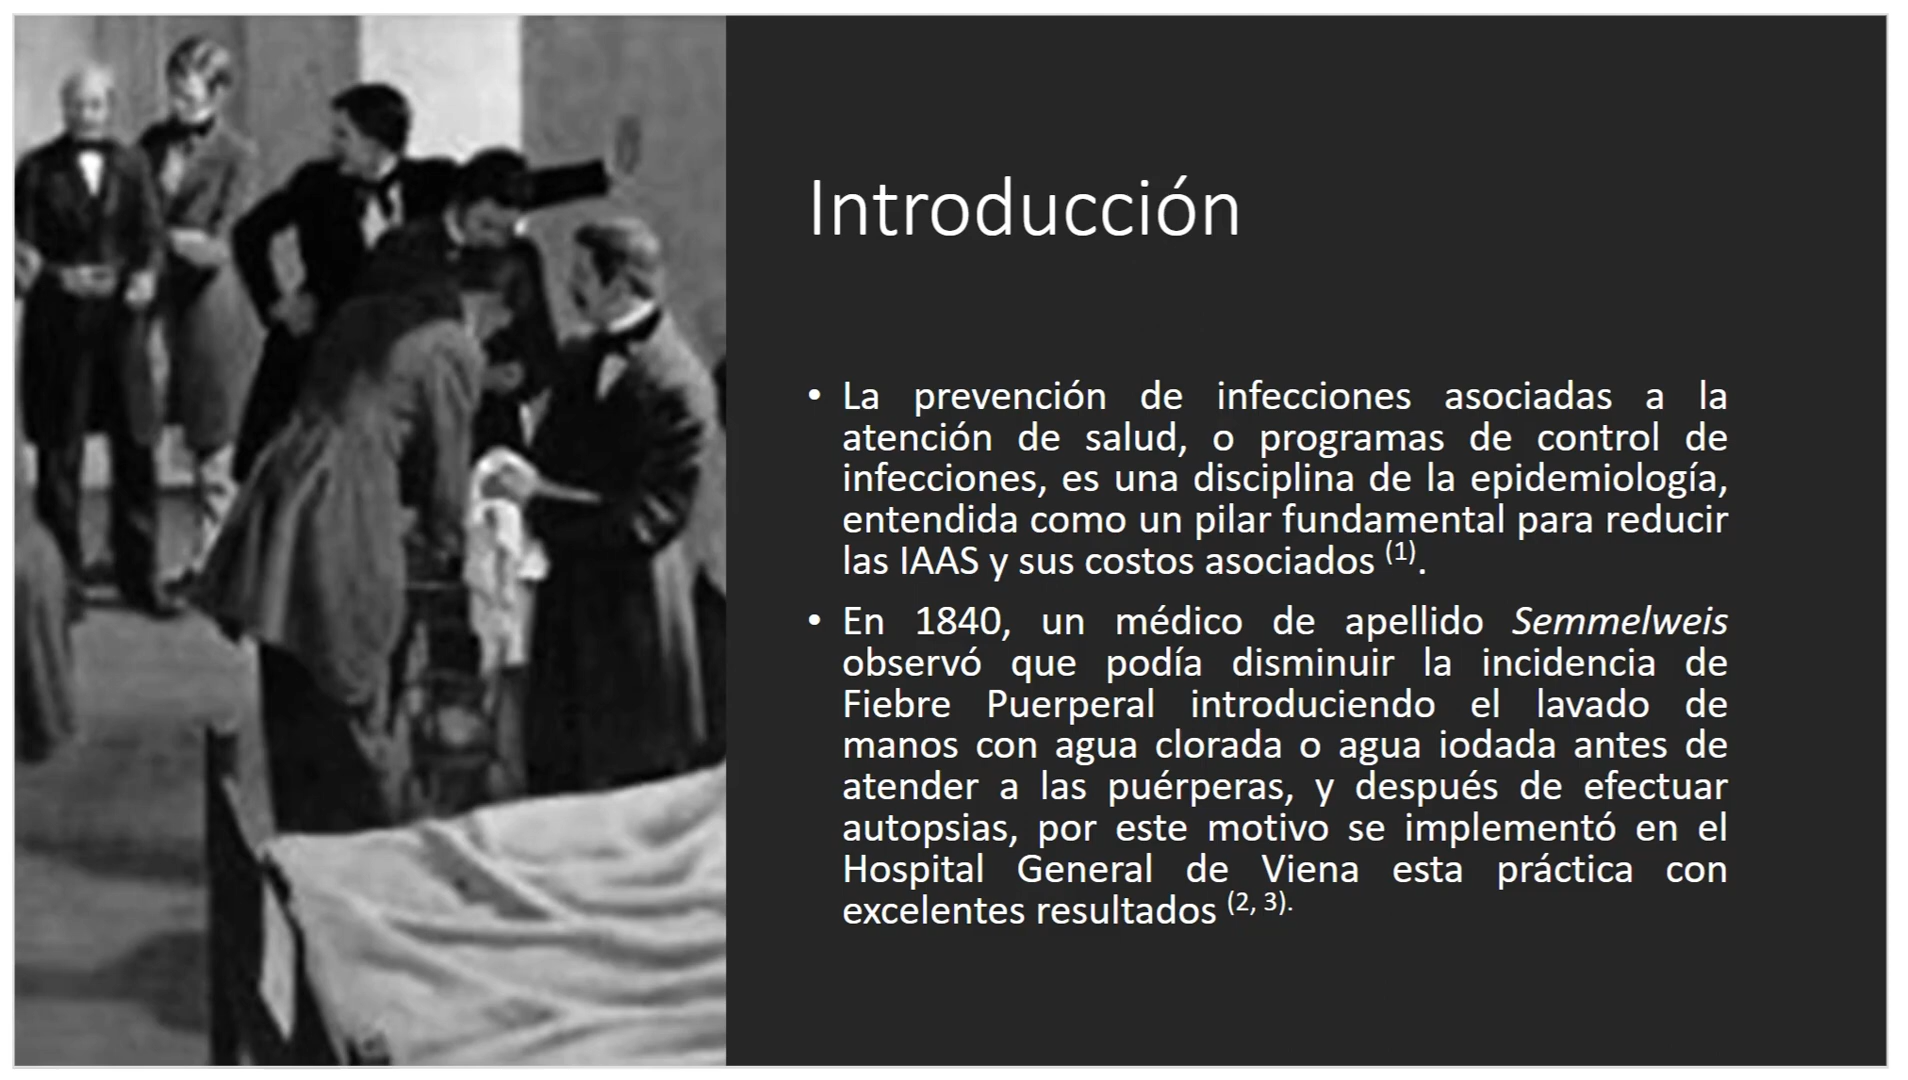 Introducción
• La prevención de infecciones asociadas a la
atención de salud, o programas de control de
infecciones, es una disciplina de la epidemiología,
entendida como un pilar fundamental para reducir
las IAAS y sus costos asociados (1).
• En 1840, un médico de apellido Semmelweis
observó que podía disminuir la incidencia de
Fiebre Puerperal introduciendo el lavado de
manos con agua clorada o agua iodada antes de
atender a las puérperas, y después de efectuar
autopsias, por este motivo se implementó en el
Hospital General de Viena esta práctica con
excelentes resultados (2, 3).